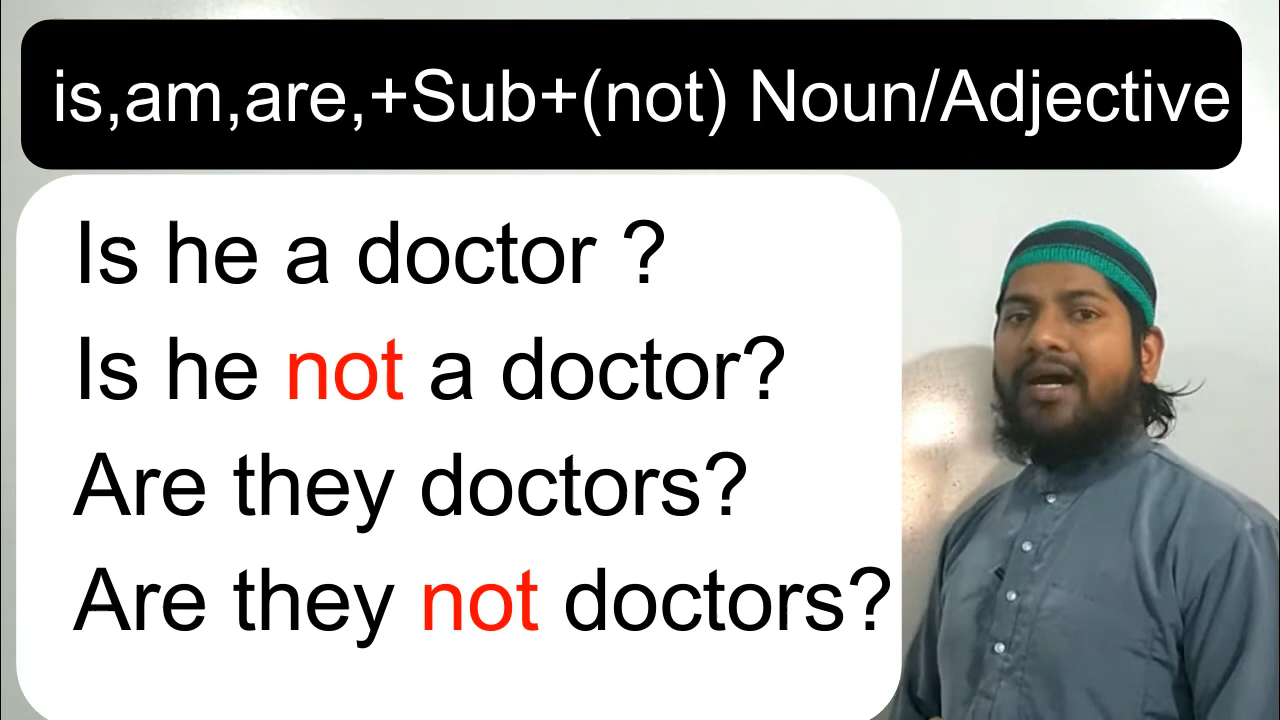 is,am,are,+Sub+(not) Noun/Adjective
Is he a doctor ?
Is he not a doctor?
Are they doctors?
Are they not doctors?